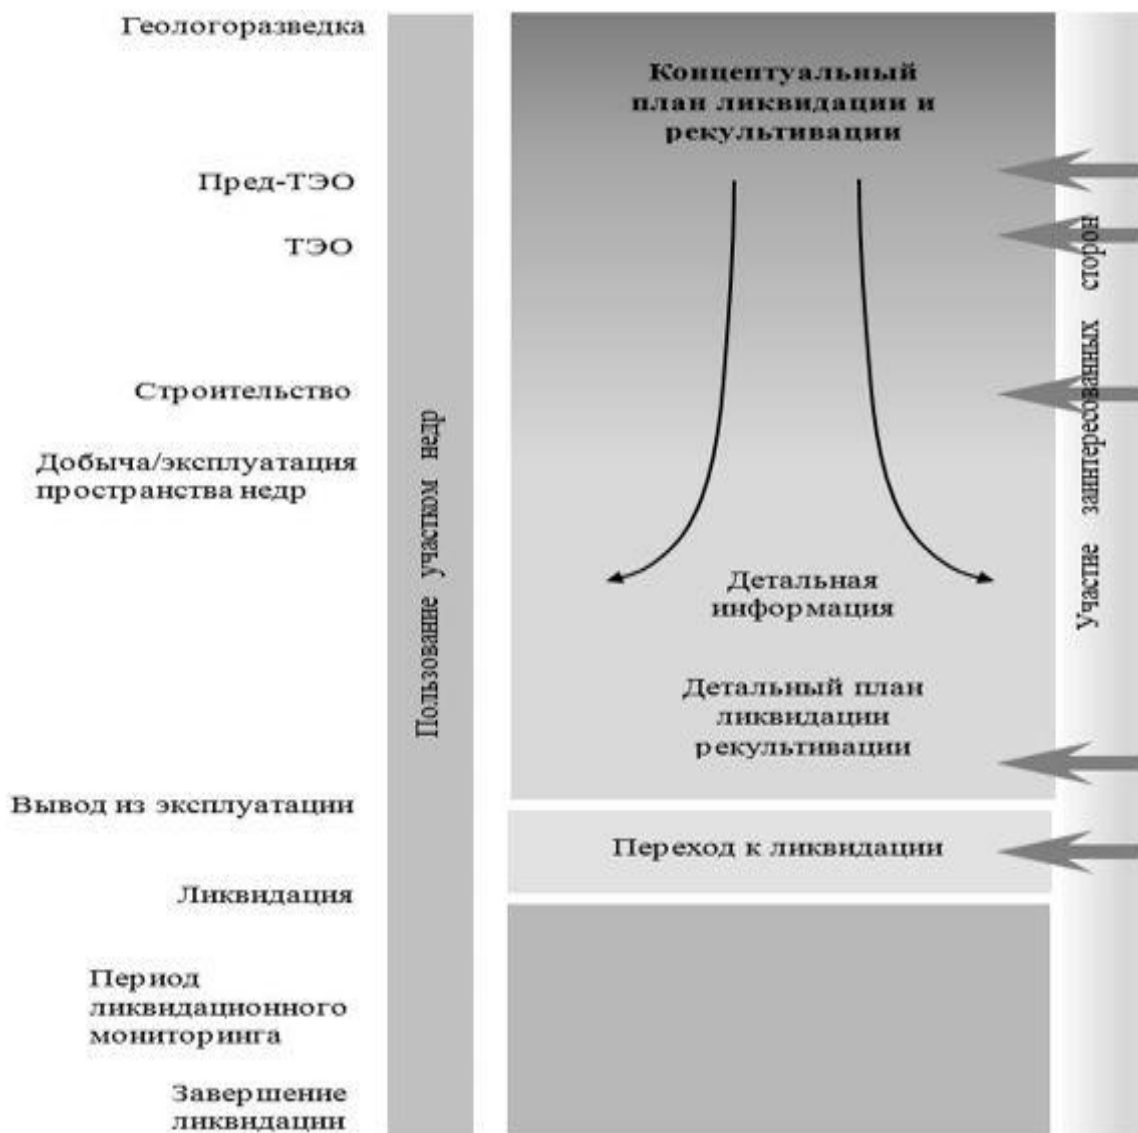 Геологоразведка
Пред-ТЭО
ТЭО
Строительство
Добыча/эксплуатация
пространства недр
Вывод из эксплуатации
Ликвидация
Период
ликвидационного
мониторинга
Завершение
ликвидации
Пользование участком недр
Концептуальный
план ликвидации и
рекультивации
Детальная
информация
Детальный план
ликвидации
рекультивации
Переход к ликвидации
Участие заинтересованных сторон